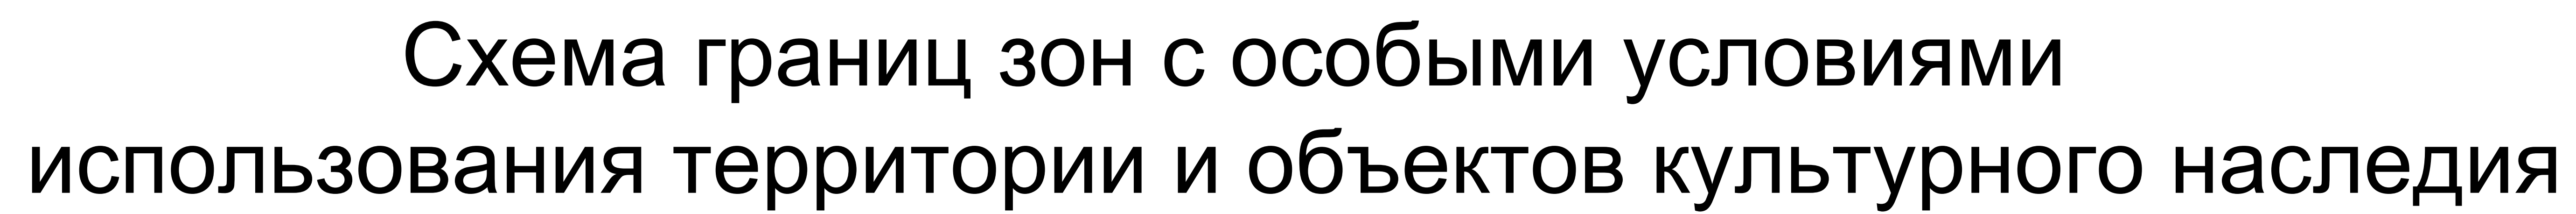 Схема границ зон с особыми условиями
использования территории и объектов культурного наследия